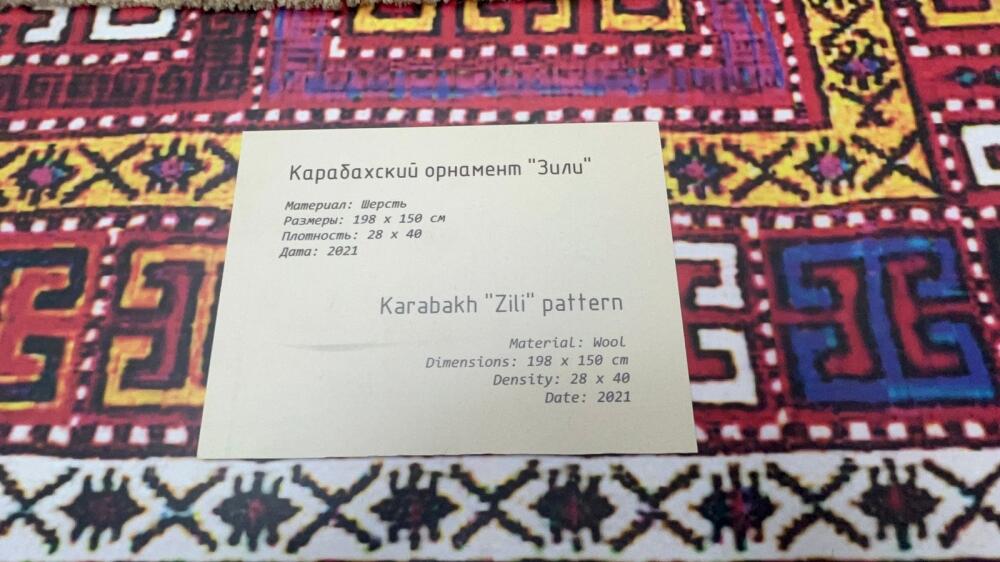 Карабахский орнамент "Зили"
Материал: Шерсть
Размеры: 198 x 150 см
Плотность: 28 x 40
Дата: 2021
Karabakh "Zili" pattern
Material: Wool
Dimensions: 198 x 150 cm
Density: 28 x 40
Date: 2021